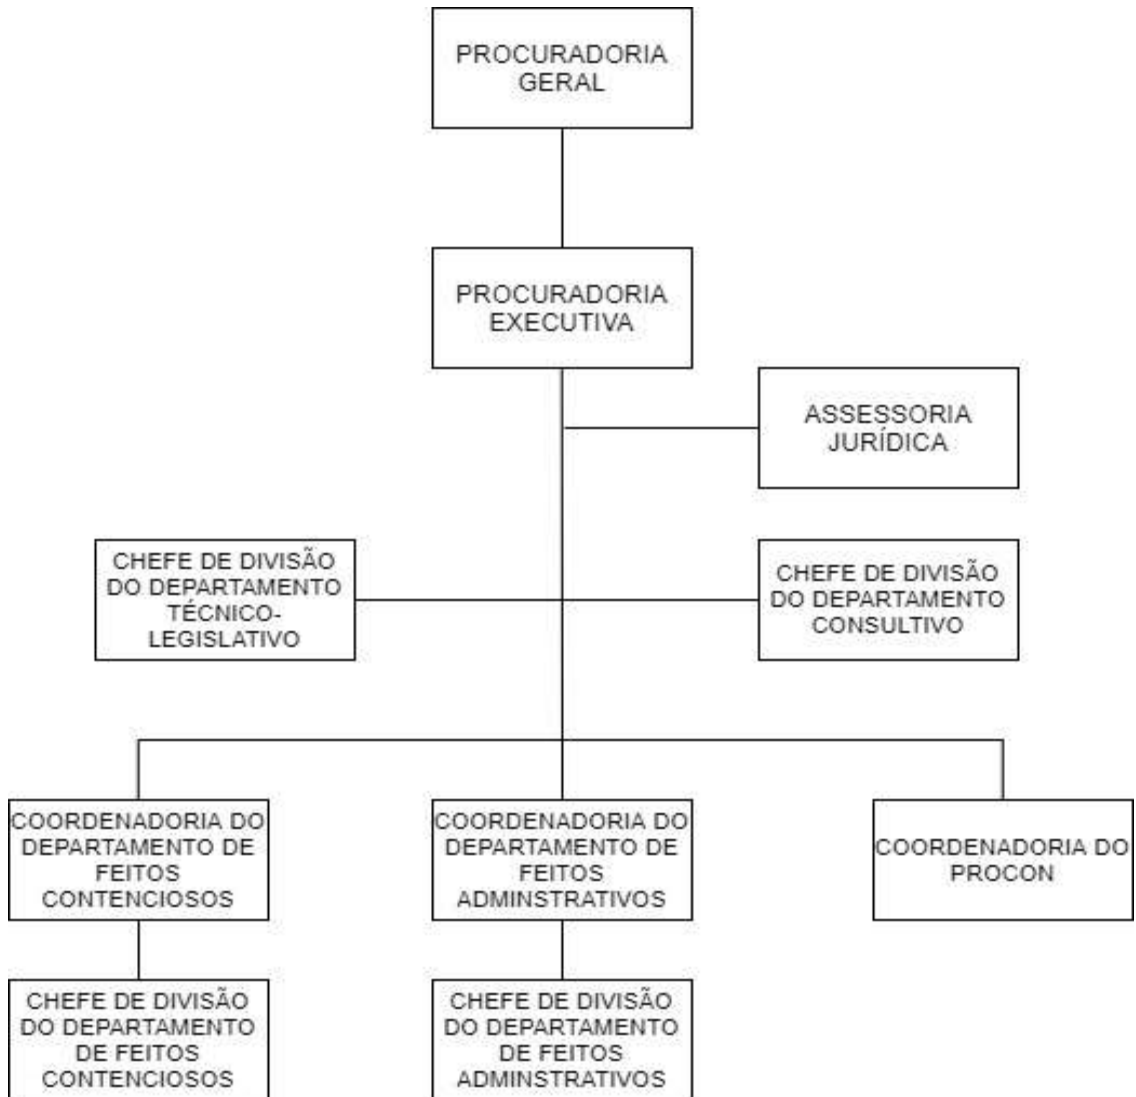 PROCURADORIA
GERAL
PROCURADORIA
EXECUTIVA
ASSESSORIA
JURÍDICA
CHEFE DE DIVISÃO
DO DEPARTAMENTO
TÉCNICO-
LEGISLATIVO
CHEFE DE DIVISÃO
DO DEPARTAMENTO
CONSULTIVO
COORDENADORIA DO
DEPARTAMENTO DE
FEITOS
CONTENCIOSOS
COORDENADORIA DO
DEPARTAMENTO DE
FEITOS
ADMINSTRATIVOS
COORDENADORIA DO
PROCON
CHEFE DE DIVISÃO
DO DEPARTAMENTO
DE FEITOS
CONTENCIOSOS
CHEFE DE DIVISÃO
DO DEPARTAMENTO
DE FEITOS
ADMINSTRATIVOS